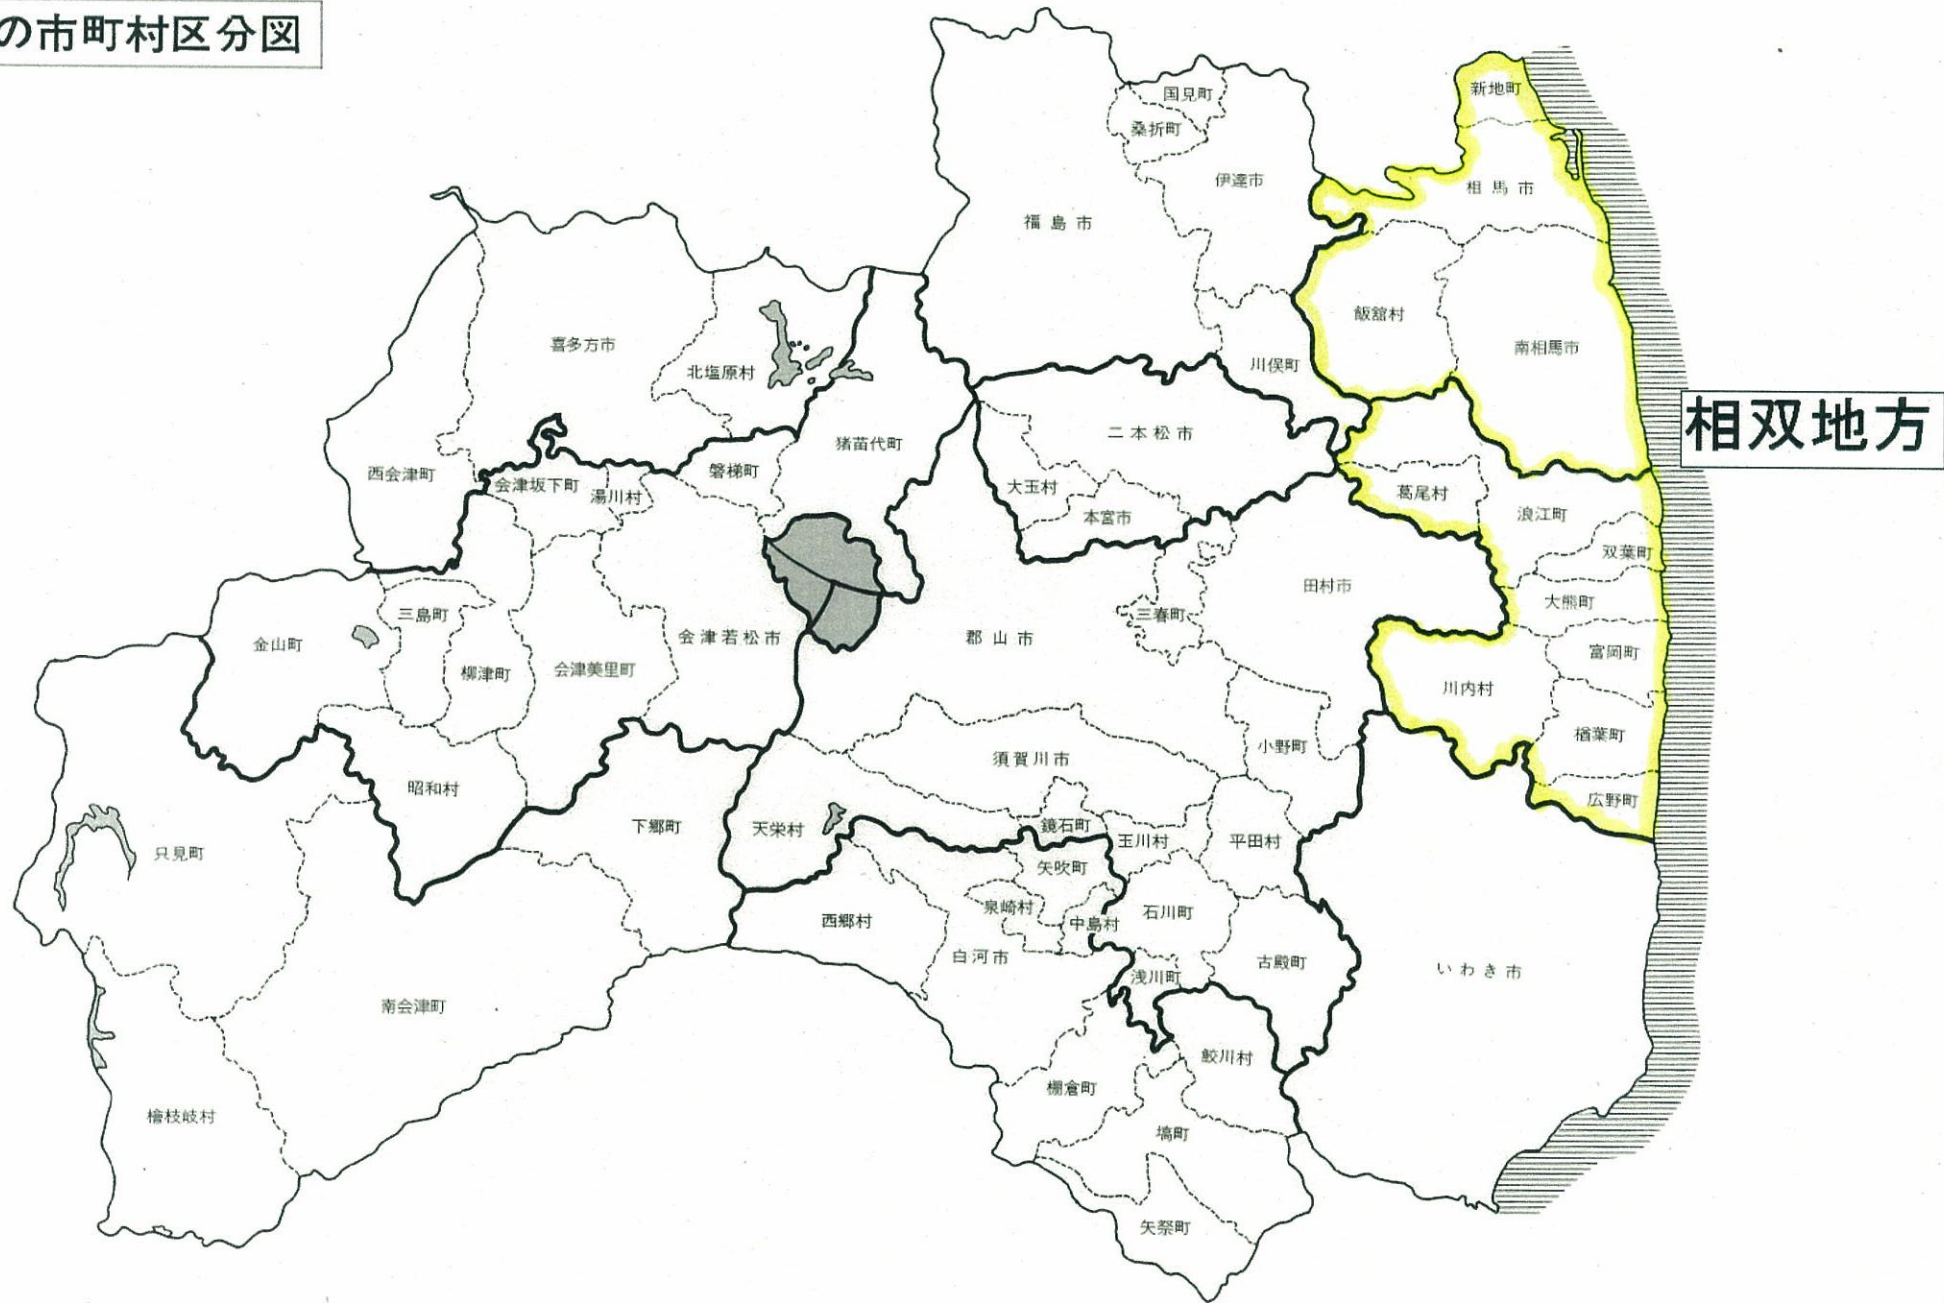 の市町村区分図
国見町
新地町
桑折町
伊達市
相馬市
福島市
飯舘村
喜多方市
南相馬市
北塩原村
川俣町
相双地方
二本松市
猪苗代町
西会津町
磐梯町
会津坂下町
湯川村
大玉村
本宮市
葛尾村
浪江町
双葉町
田村市
大熊町
三島町
三春町
金山町
会津若松市
郡山市
富岡町
柳津町
会津美里町
川内村
楢葉町
小野町
須賀川市
昭和村
広野町
下郷町
天栄村
鏡石町
玉川村
平田村
只見町
矢吹町
泉崎村
石川町
西郷村
中島村
白河市
古殿町
いわき市
浅川町
南会津町
鮫川村
棚倉町
檜枝岐村
塙町
矢祭町